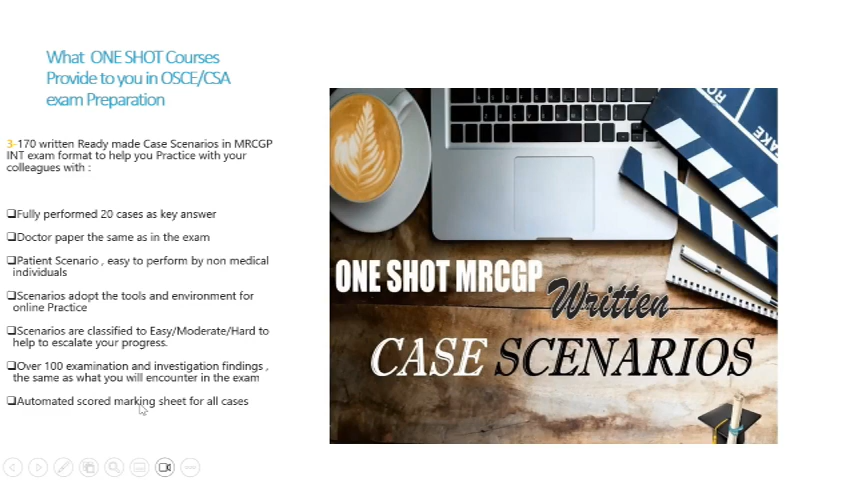 What ONE SHOT Courses
Provide to you in OSCE/CSA
exam Preparation
3-170 written Ready made Case Scenarios in MRCGP
INT exam format to help you Practice with your
colleagues with :
❑Fully performed 20 cases as key answer
❑Doctor paper the same as in the exam
❑Patient Scenario , easy to perform by non medical
individuals
❑Scenarios adopt the tools and environment for
online Practice
❑Scenarios are classified to Easy/Moderate/Hard to
help to escalate your progress.
❑Over 100 examination and investigation findings ,
the same as what you will encounter in the exam
❑Automated scored marking sheet for all cases
TAKE
ONE SHOT MRCGP
Written
CASE SCENARIOS